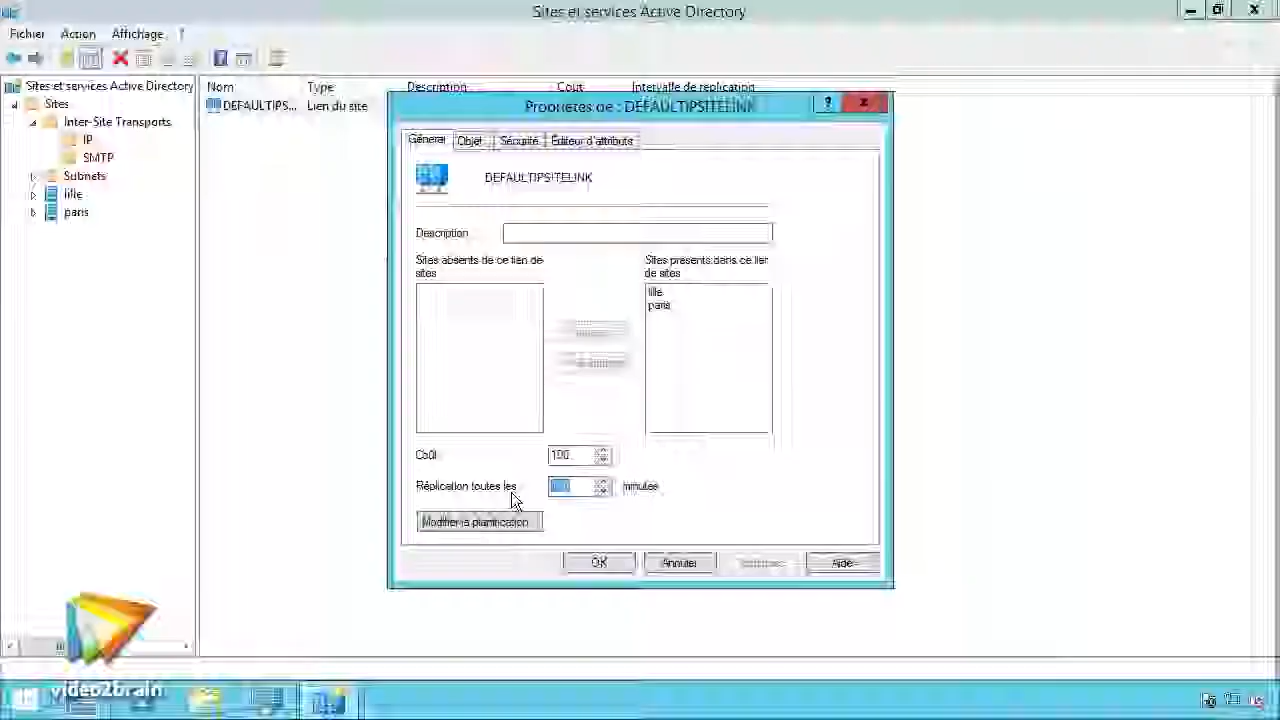 Sites et services Active Directory
Fichier Action Affichage ?
Sites et services Active Directory
Sites
Inter-Site Transports
IP
SMTP
Subnets
lille
paris
Nom Type Description Coût Intervalle de réplication
DEFAULTIPS... Lien du site
Propriétés de : DEFAULTIPSITELINK
Général Objet Sécurité Éditeur d'attributs
DEFAULTIPSITELINK
Description
Sites absents de ce lien de
sites
Sites présents dans ce lien
de sites
lille
paris
Coût 100
Réplication toutes les minutes
Modifier la planification
OK Annuler Aide
video2brain